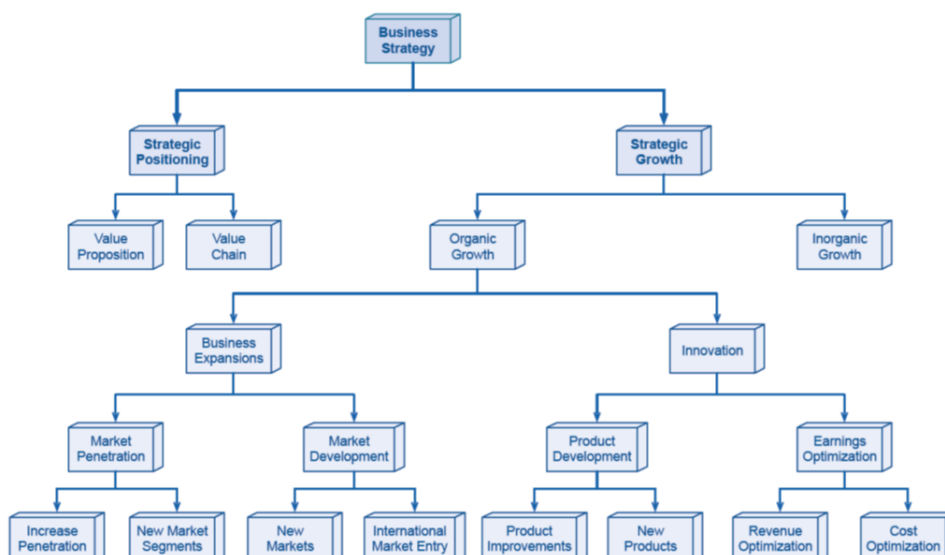 Business
Strategy
Strategic
Positioning
Strategic
Growth
Value
Proposition
Value
Chain
Organic
Growth
Inorganic
Growth
Business
Expansions
Innovation
Market
Penetration
Market
Development
Product
Development
Earnings
Optimization
Increase
Penetration
New Market
Segments
New
Markets
International
Market Entry
Product
Improvements
New
Products
Revenue
Optimization
Cost
Optimization